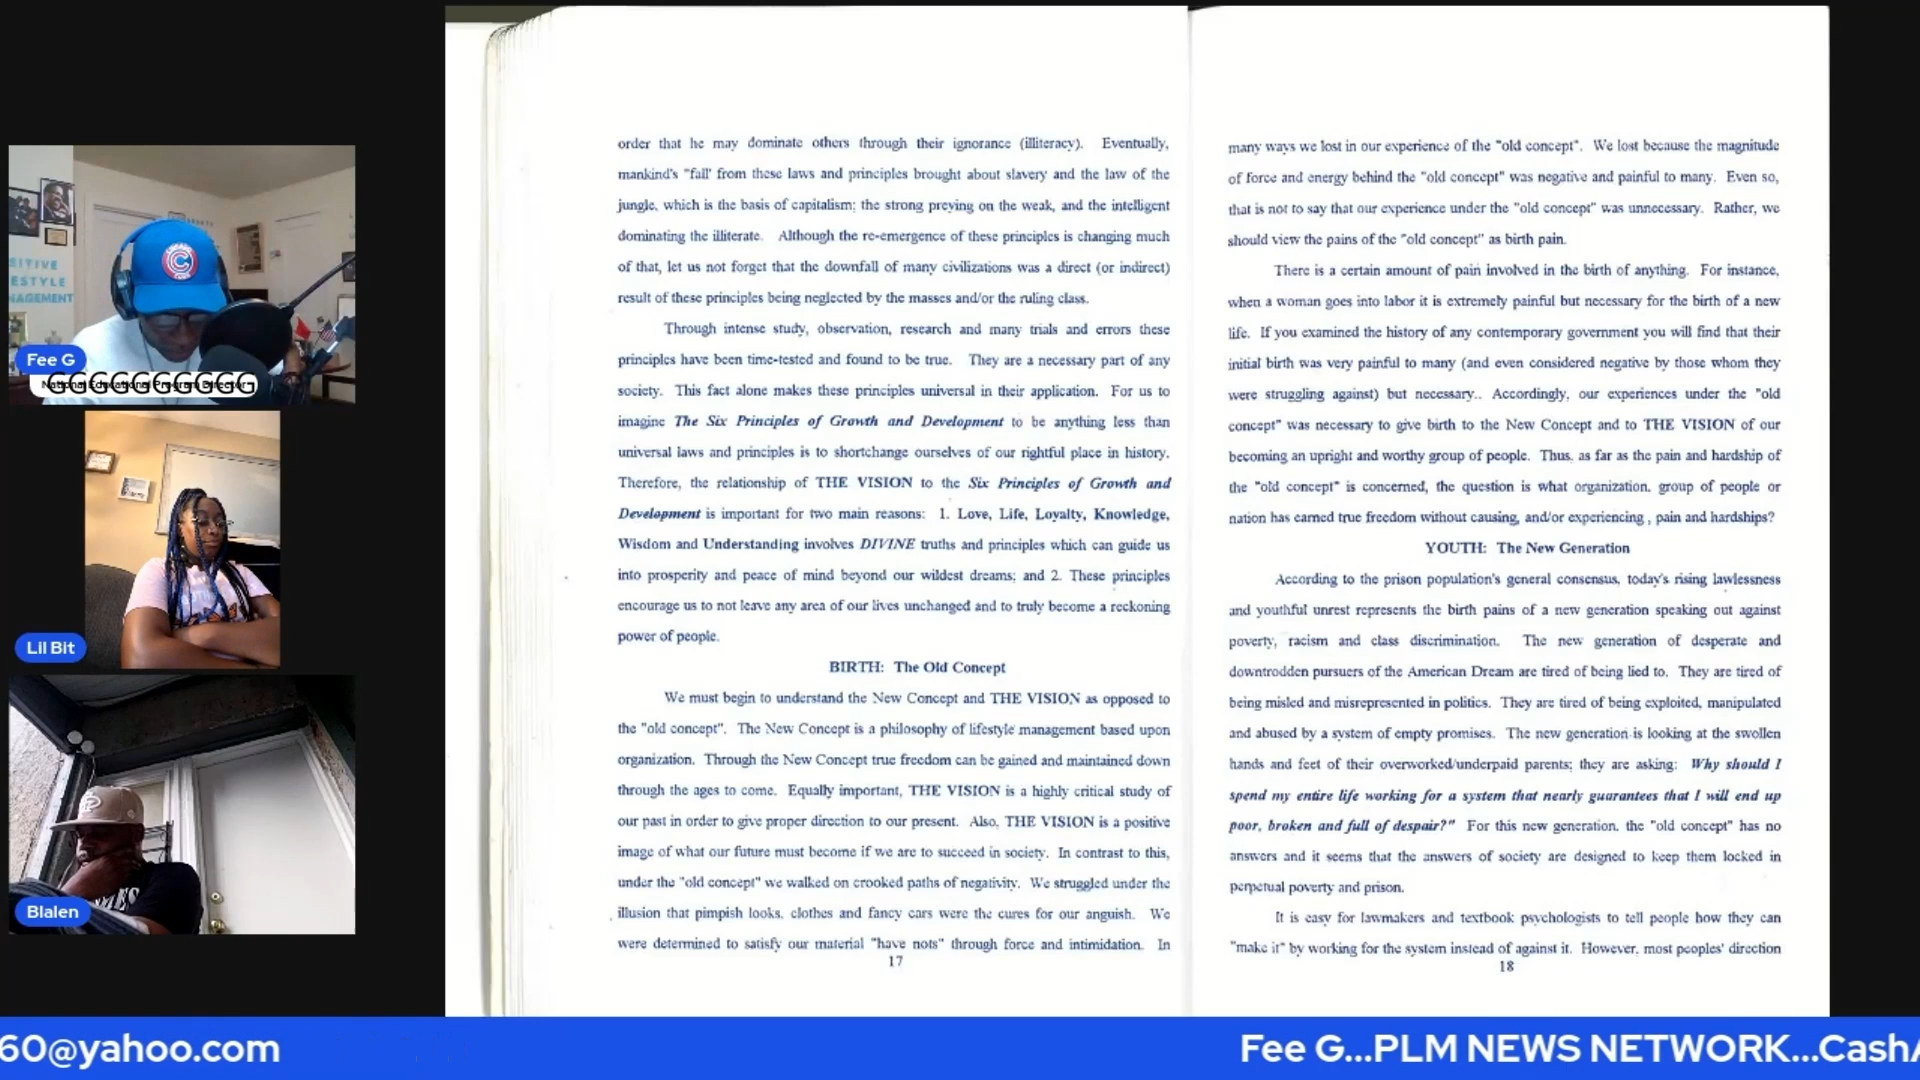 order that he may dominate others through their ignorance (illiteracy). Eventually,
mankind's "fall' from these laws and principles brought about slavery and the law of the
jungle, which is the basis of capitalism; the strong preying on the weak, and the intelligent
dominating the illiterate. Although the re-emergence of these principles is changing much
of that, let us not forget that the downfall of many civilizations was a direct (or indirect)
result of these principles being neglected by the masses and/or the ruling class.
Through intense study, observation, research and many trials and errors these
principles have been time-tested and found to be true. They are a necessary part of any
society. This fact alone makes these principles universal in their application. For us to
imagine The Six Principles of Growth and Development to be anything less than
universal laws and principles is to shortchange ourselves of our rightful place in history.
Therefore, the relationship of THE VISION to the Six Principles of Growth and
Development is important for two main reasons: 1. Love, Life, Loyalty, Knowledge,
Wisdom and Understanding involves DIVINE truths and principles which can guide us
into prosperity and peace of mind beyond our wildest dreams; and 2. These principles
encourage us to not leave any area of our lives unchanged and to truly become a reckoning
power of people.
BIRTH: The Old Concept
We must begin to understand the New Concept and THE VISION as opposed to
the "old concept". The New Concept is a philosophy of lifestyle management based upon
organization. Through the New Concept true freedom can be gained and maintained down
through the ages to come. Equally important, THE VISION is a highly critical study of
our past in order to give proper direction to our present. Also, THE VISION is a positive
image of what our future must become if we are to succeed in society. In contrast to this,
under the "old concept" we walked on crooked paths of negativity. We struggled under the
illusion that pimpish looks, clothes and fancy cars were the cures for our anguish. We
were determined to satisfy our material "have nots" through force and intimidation. In
17
many ways we lost in our experience of the "old concept". We lost because the magnitude
of force and energy behind the "old concept" was negative and painful to many. Even so,
that is not to say that our experience under the "old concept" was unnecessary. Rather, we
should view the pains of the "old concept" as birth pain.
There is a certain amount of pain involved in the birth of anything. For instance,
when a woman goes into labor it is extremely painful but necessary for the birth of a new
life. If you examined the history of any contemporary government you will find that their
initial birth was very painful to many (and even considered negative by those whom they
were struggling against) but necessary.. Accordingly, our experiences under the "old
concept" was necessary to give birth to the New Concept and to THE VISION of our
becoming an upright and worthy group of people. Thus, as far as the pain and hardship of
the "old concept" is concerned, the question is what organization, group of people or
nation has earned true freedom without causing, and/or experiencing, pain and hardships?
YOUTH: The New Generation
According to the prison population's general consensus, today's rising lawlessness
and youthful unrest represents the birth pains of a new generation speaking out against
poverty, racism and class discrimination. The new generation of desperate and
downtrodden pursuers of the American Dream are tired of being lied to. They are tired of
being misled and misrepresented in politics. They are tired of being exploited, manipulated
and abused by a system of empty promises. The new generation is looking at the swollen
hands and feet of their overworked/underpaid parents; they are asking: Why should I
spend my entire life working for a system that nearly guarantees that I will end up
poor, broken and full of despair?" For this new generation, the "old concept" has no
answers and it seems that the answers of society are designed to keep them locked in
perpetual poverty and prison.
It is easy for lawmakers and textbook psychologists to tell people how they can
"make it" by working for the system instead of against it. However, most peoples' direction
18
SITIVE
ESTYLE
NAGEMENT
Fee G
National Educational Program Director
GGGGGGGGGG
Lil Bit
Blalen
60@yahoo.com
Fee G...PLM NEWS NETWORK...CashA